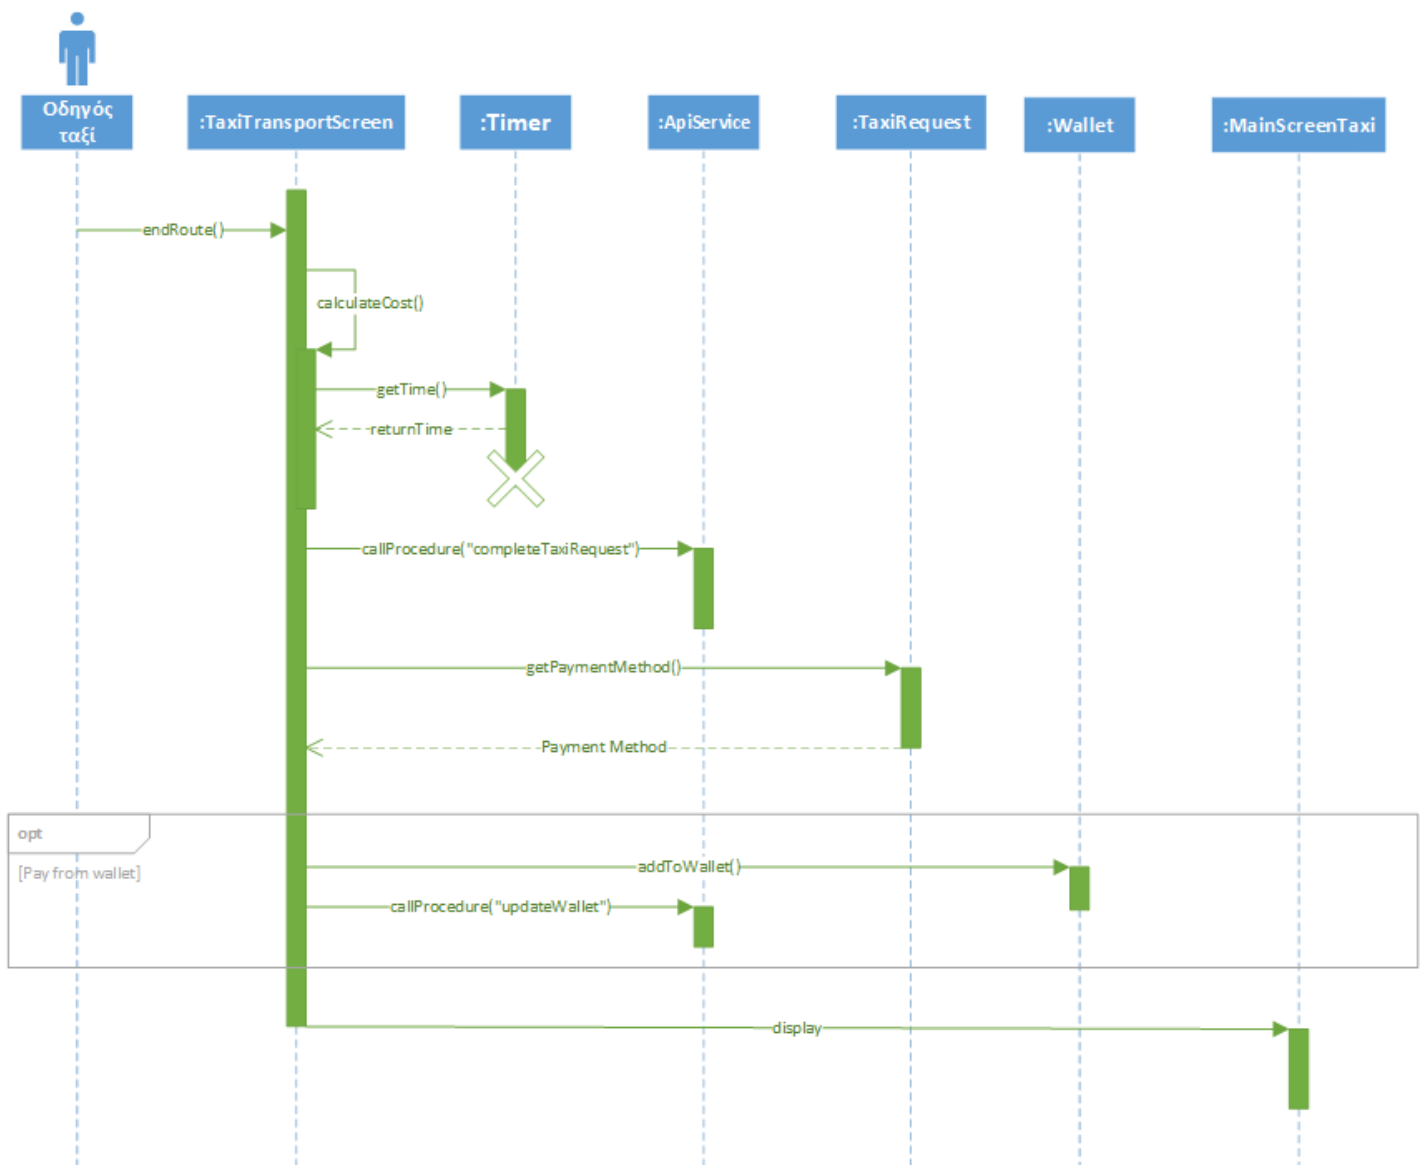 Οδηγός
ταξί
:TaxiTransportScreen
:Timer
:ApiService
:TaxiRequest
:Wallet
:MainScreenTaxi
endRoute()
calculateCost()
getTime()
returnTime
callProcedure("completeTaxiRequest")
getPaymentMethod()
Payment Method
opt
[Pay from wallet]
addToWallet()
callProcedure("updateWallet")
display